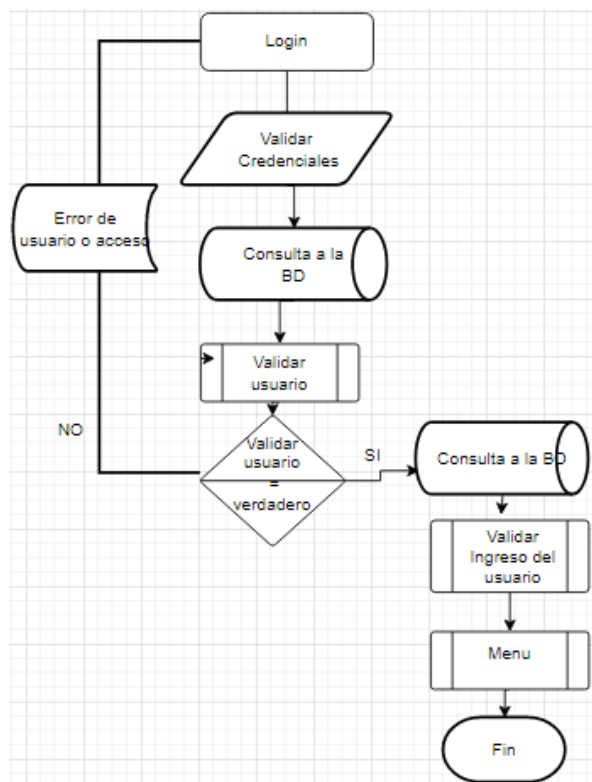 Login
Validar
Credenciales
Error de
usuario o acceso
Consulta a la
BD
Validar
usuario
NO
Validar
usuario
=
verdadero
SI
Consulta a la BD
Validar
Ingreso del
usuario
Menu
Fin